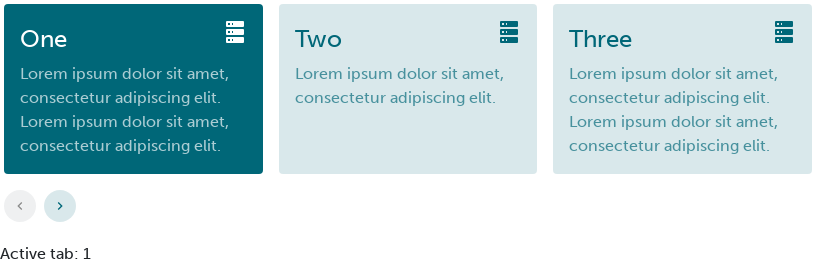 One
Lorem ipsum dolor sit amet,
consectetur adipiscing elit.
Lorem ipsum dolor sit amet,
consectetur adipiscing elit.
Two
Lorem ipsum dolor sit amet,
consectetur adipiscing elit.
Three
Lorem ipsum dolor sit amet,
consectetur adipiscing elit.
Lorem ipsum dolor sit amet,
consectetur adipiscing elit.
Active tab: 1